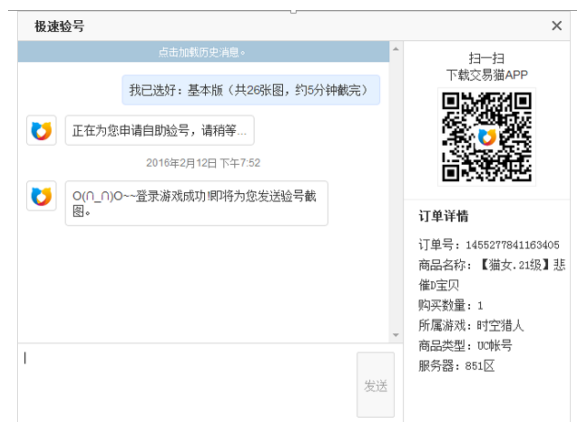 极速验号
点击加载历史消息。
我已选好：基本版（共26张图，约5分钟截完）
正在为您申请自助验号，请稍等...
2016年2月12日 下午7:52
O(∩_∩)O~~登录游戏成功!即将为您发送验号截
图。
发送
扫一扫
下载交易猫APP
订单详情
订单号：1455277841163405
商品名称：【猫女.21级】悲
催D宝贝
购买数量：1
所属游戏：时空猎人
商品类型：UC帐号
服务器：851区